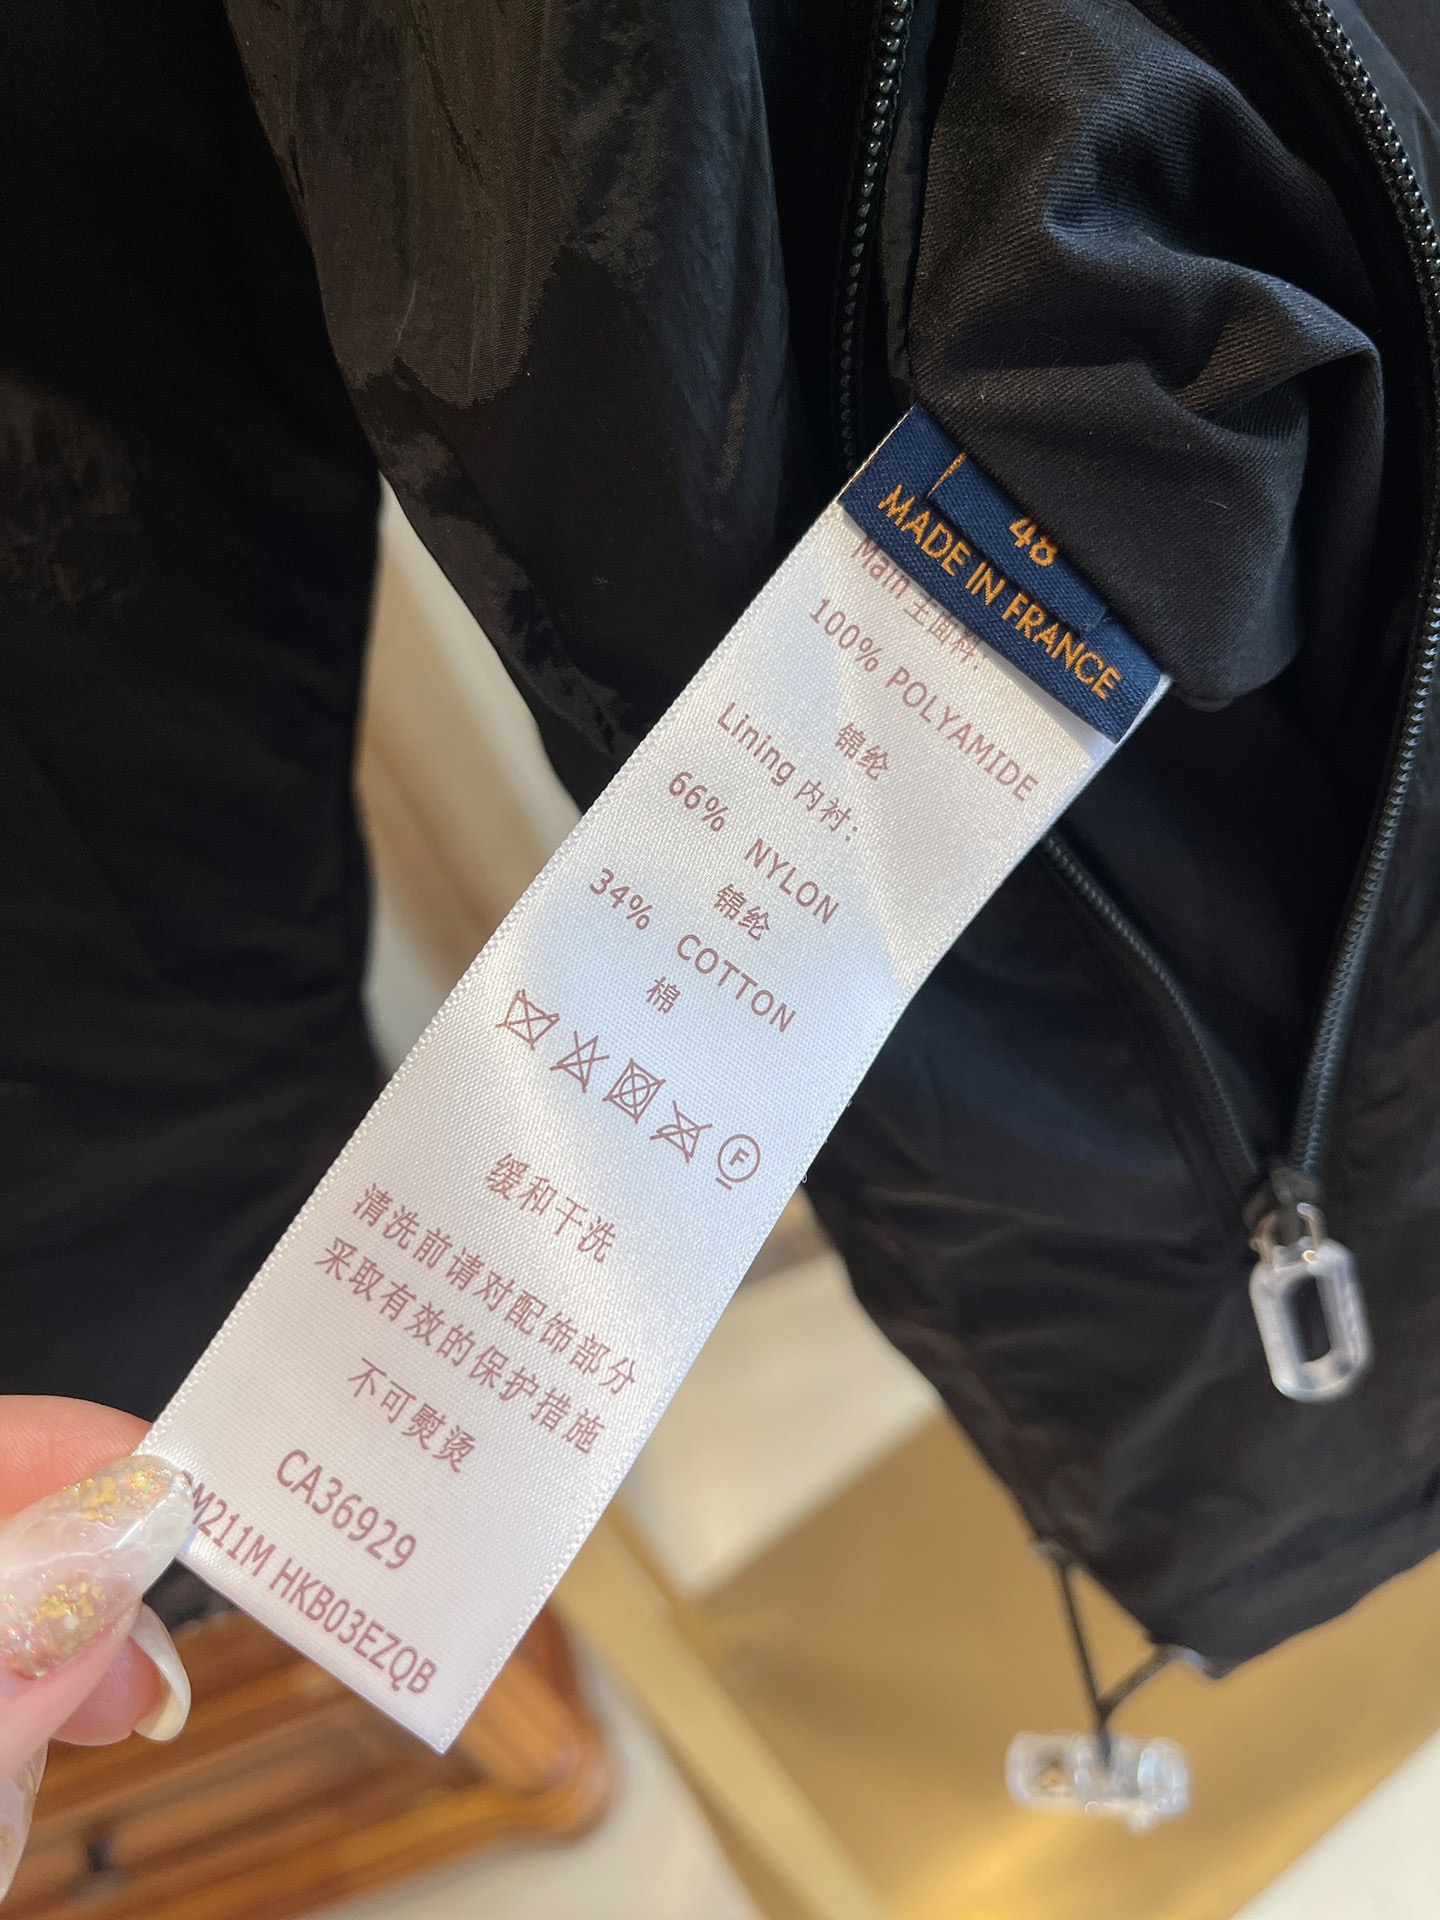 48
MADE IN FRANCE
Main 主面料:
100% POLYAMIDE
锦纶
Lining 内衬:
66% NYLON
锦纶
34% COTTON
棉
F
缓和干洗
清洗前请对配饰部分
采取有效的保护措施
不可熨烫
CA36929
M211M HKB03EZQB